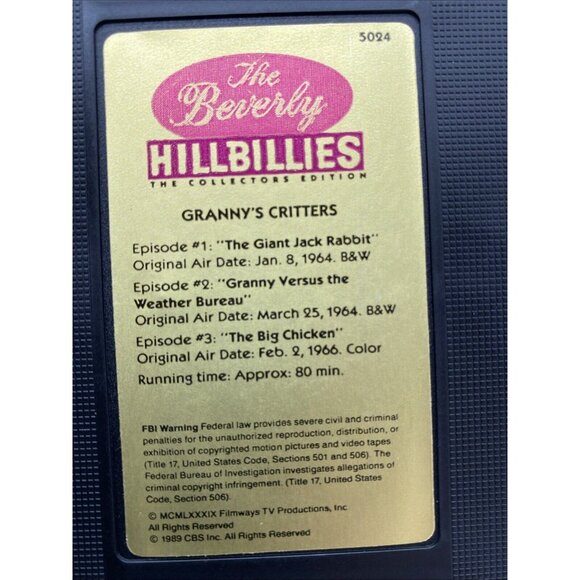 5024
The
Beverly
HILLBILLIES
THE COLLECTORS EDITION
GRANNY'S CRITTERS
Episode #1: "The Giant Jack Rabbit"
Original Air Date: Jan. 8, 1964. B&W
Episode #2: "Granny Versus the
Weather Bureau"
Original Air Date: March 25, 1964. B&W
Episode #3: "The Big Chicken"
Original Air Date: Feb. 2, 1966. Color
Running time: Approx: 80 min.
FBI Warning Federal law provides severe civil and criminal
penalties for the unauthorized reproduction, distribution, or
exhibition of copyrighted motion pictures and video tapes
(Title 17, United States Code, Sections 501 and 506). The
Federal Bureau of Investigation investigates allegations of
criminal copyright infringement. (Title 17, United States
Code, Section 506).
© MCMLXXXIX Filmways TV Productions, Inc
All Rights Reserved
© 1989 CBS Inc. All Rights Reserved